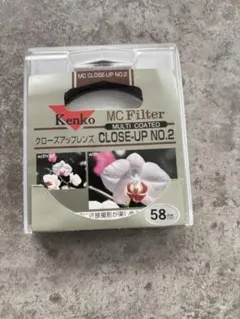 MC CLOSE-UP NO.2
Kenko
MC Filter
MULTI COATED
クローズアップレンズ CLOSE-UP NO.2
58mm